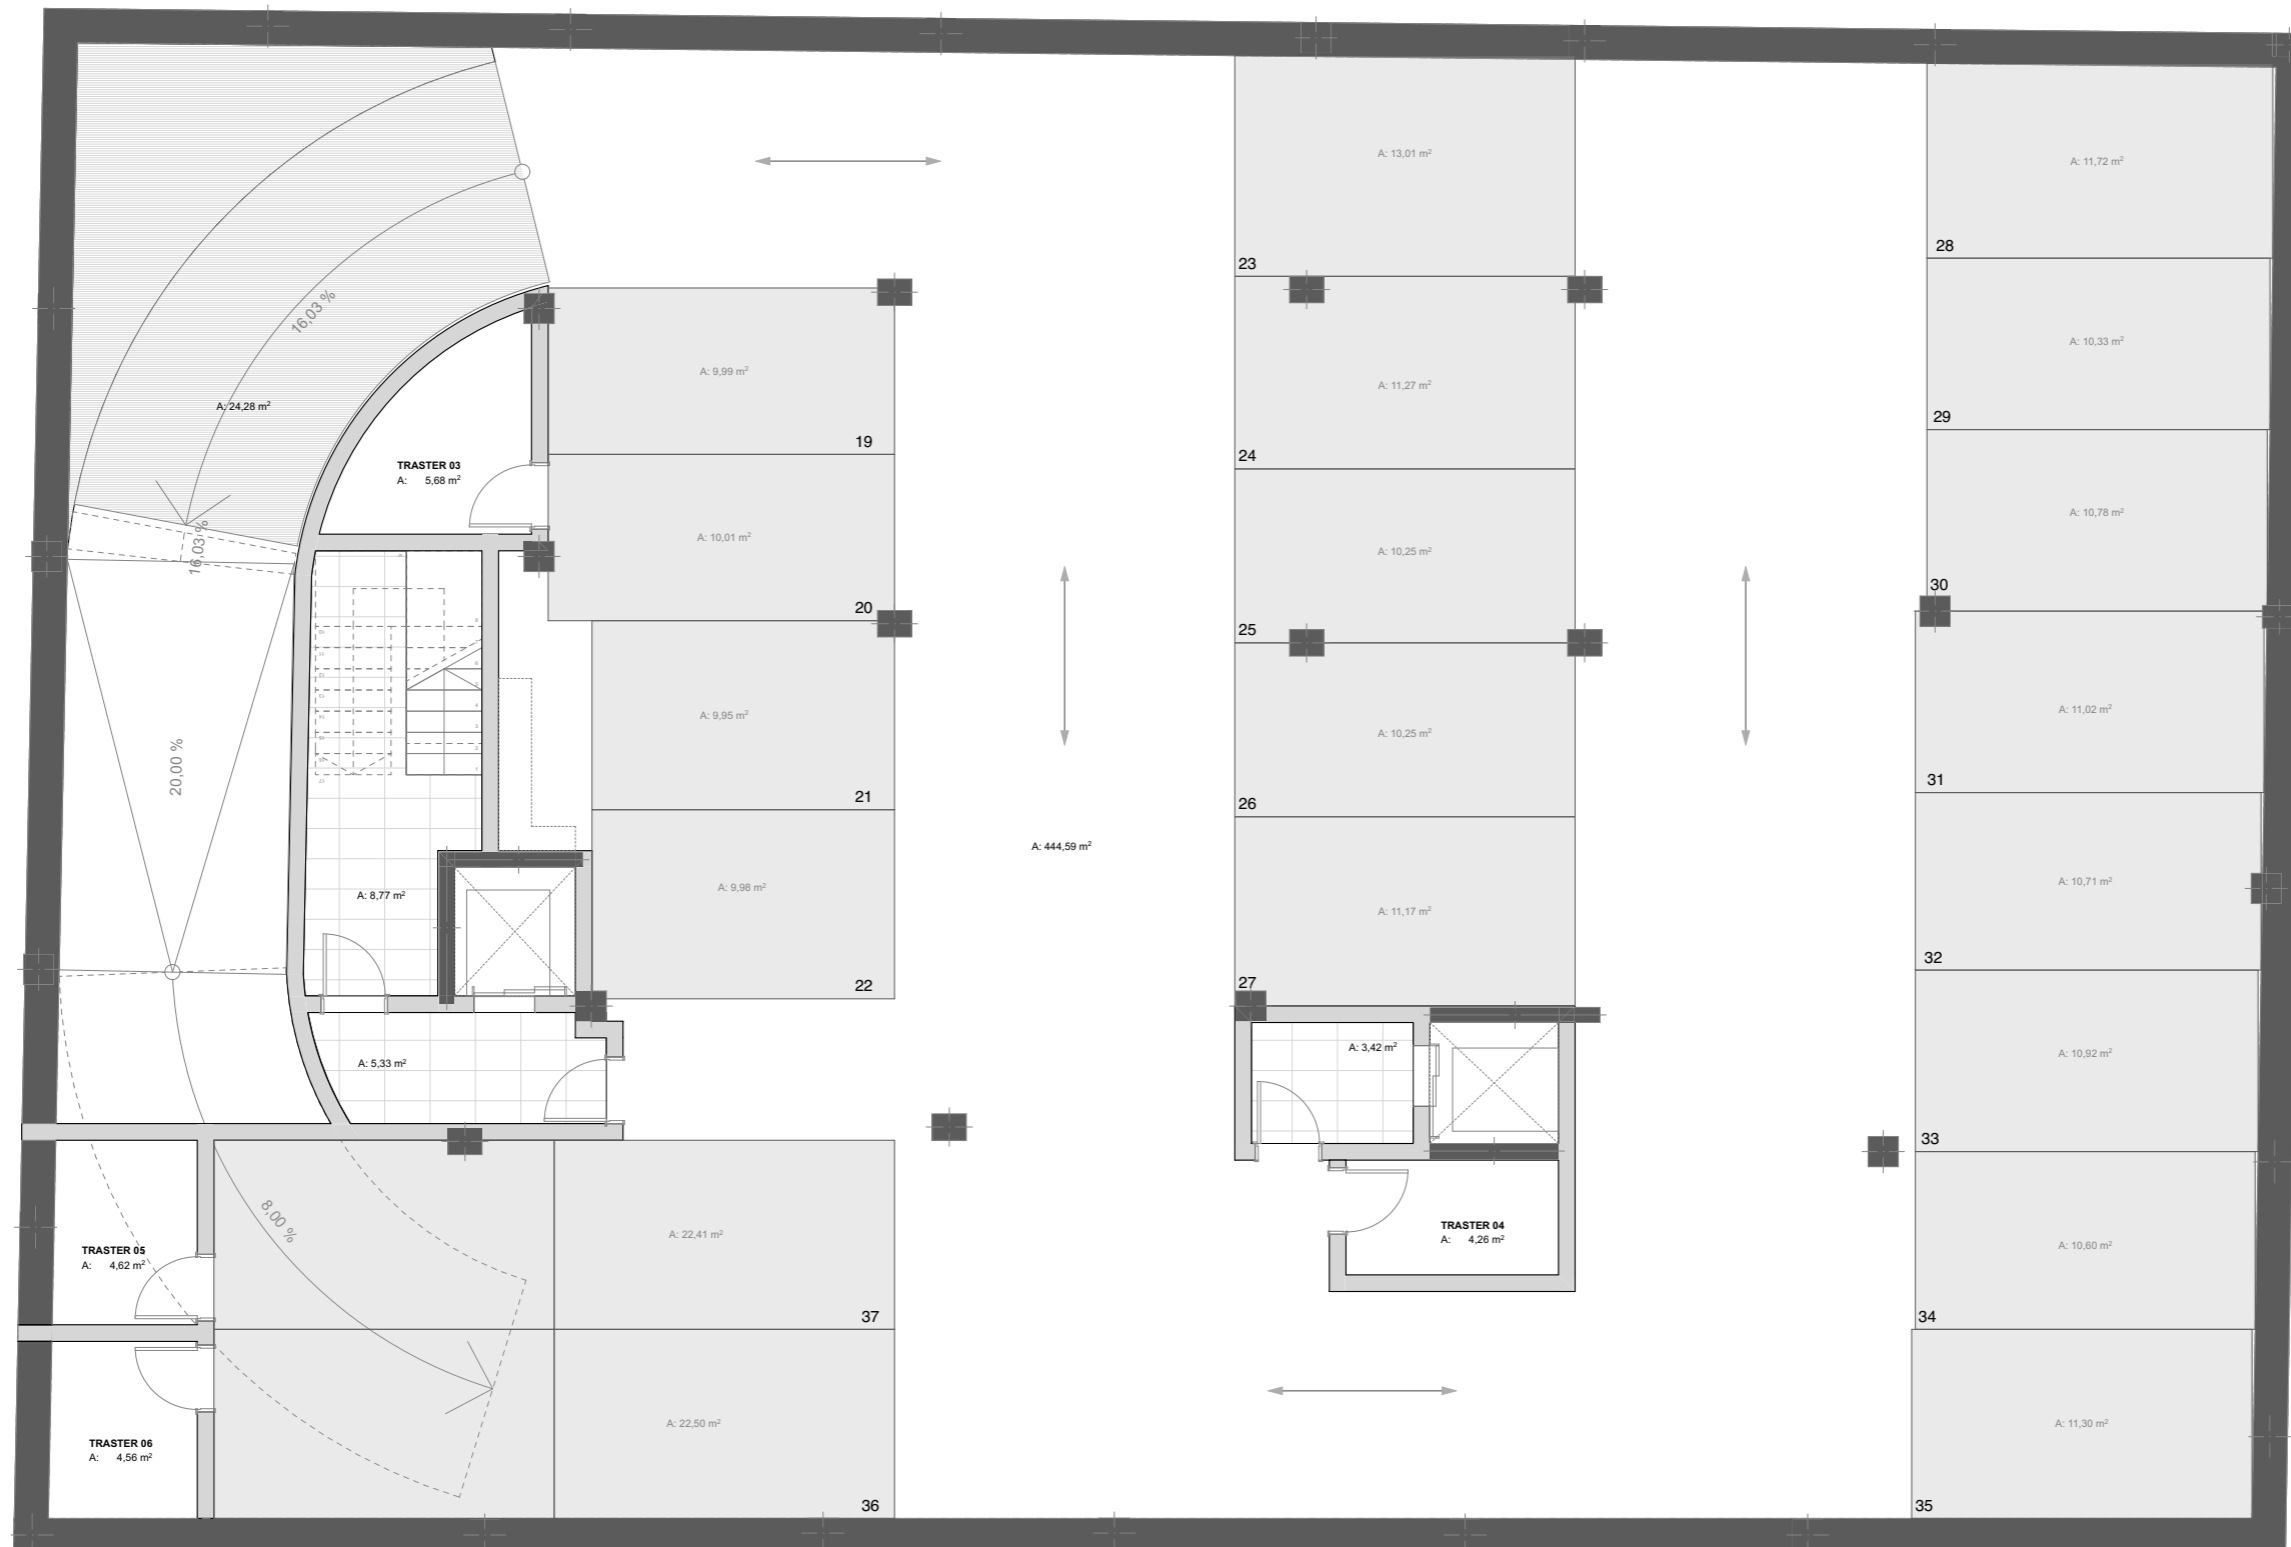 16,03 %
A: 24,28 m²
16,03 %
20,00 %
TRASTER 03
A: 5,68 m²
A: 8,77 m²
A: 5,33 m²
A: 9,99 m²
19
A: 10,01 m²
20
A: 9,95 m²
21
A: 9,98 m²
22
A: 444,59 m²
A: 13,01 m²
23
A: 11,27 m²
24
A: 10,25 m²
25
A: 10,25 m²
26
A: 11,17 m²
27
A: 3,42 m²
TRASTER 04
A: 4,26 m²
A: 11,72 m²
28
A: 10,33 m²
29
A: 10,78 m²
30
A: 11,02 m²
31
A: 10,71 m²
32
A: 10,92 m²
33
A: 10,60 m²
34
A: 11,30 m²
35
8,00 %
A: 22,41 m²
37
A: 22,50 m²
36
TRASTER 05
A: 4,62 m²
TRASTER 06
A: 4,56 m²